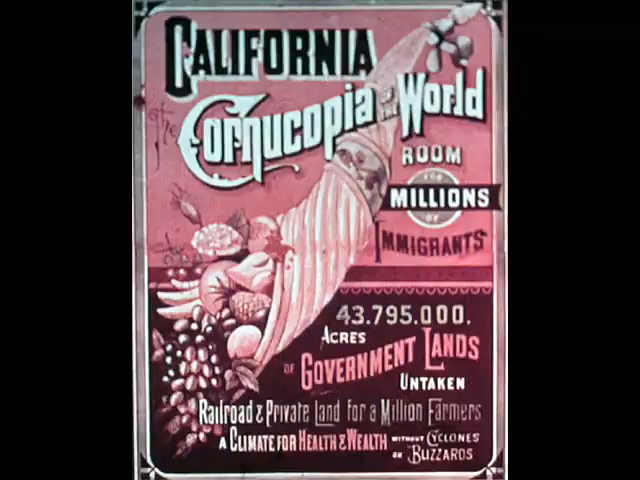 CALIFORNIA
The
Cornucopia of the World
ROOM
FOR
MILLIONS
OF
IMMIGRANTS
43.795.000.
ACRES
OF GOVERNMENT LANDS
UNTAKEN
Railroad & Private Land for a Million Farmers
A CLIMATE FOR HEALTH & WEALTH WITHOUT CYCLONES
OR BLIZZARDS